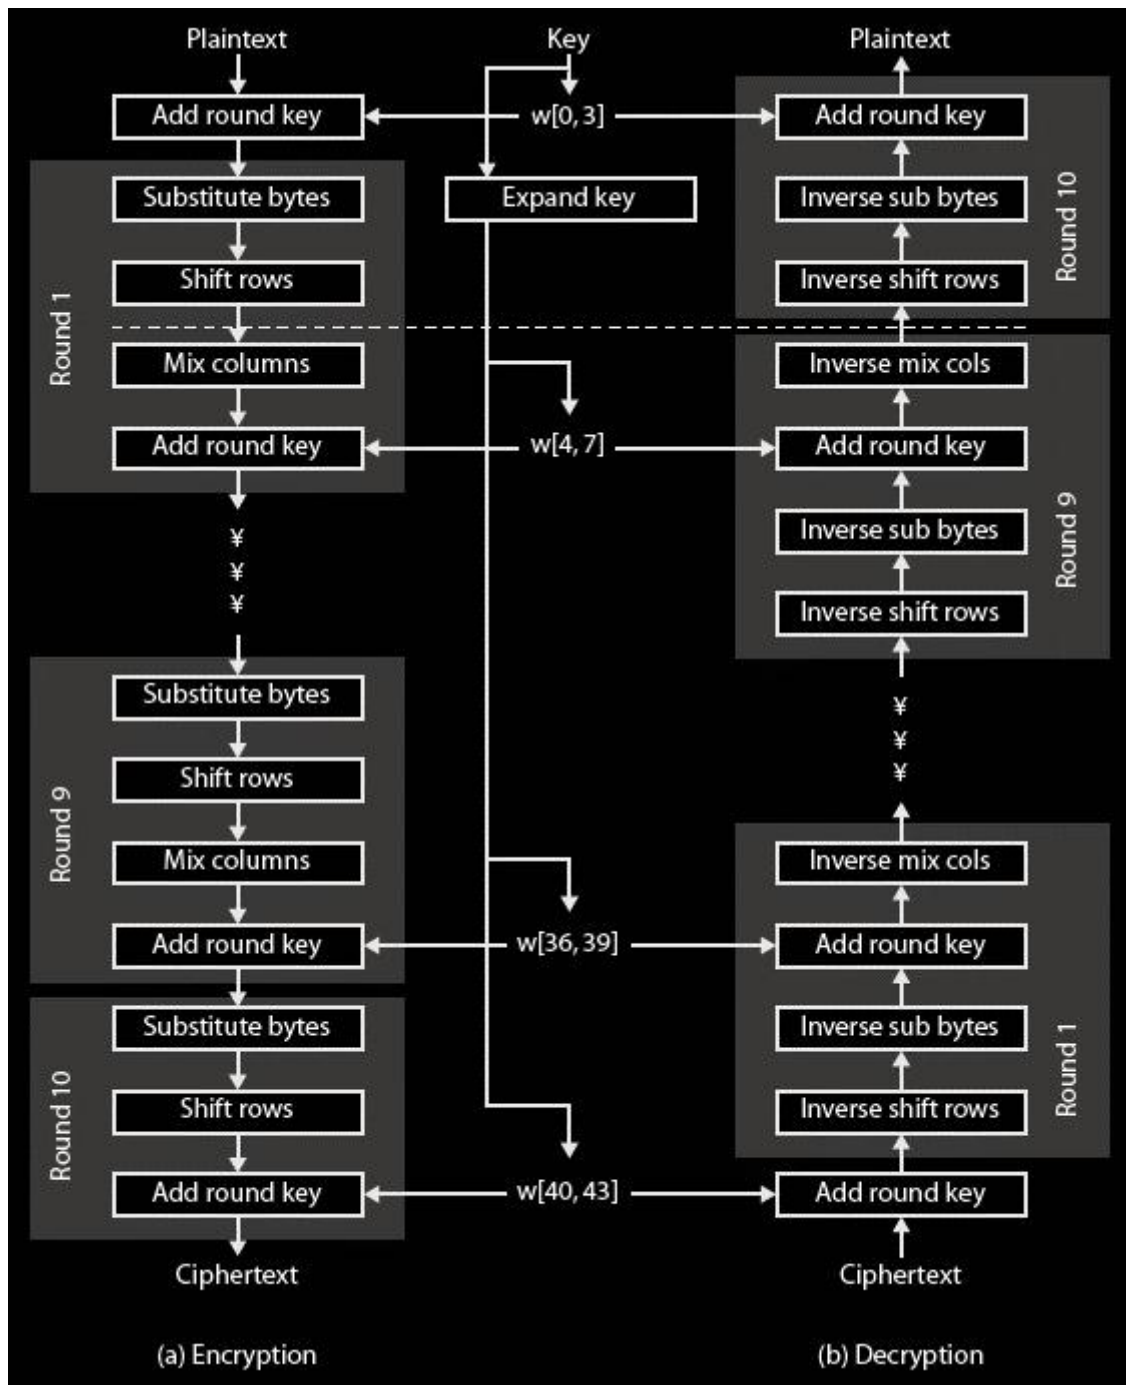 Plaintext
Add round key
Round 1
Substitute bytes
Shift rows
Mix columns
Add round key
¥
¥
¥
Round 9
Substitute bytes
Shift rows
Mix columns
Add round key
Round 10
Substitute bytes
Shift rows
Add round key
Ciphertext
(a) Encryption
Key
w[0, 3]
Expand key
w[4, 7]
w[36, 39]
w[40, 43]
Plaintext
Add round key
Inverse sub bytes
Inverse shift rows
Round 10
Inverse mix cols
Add round key
Inverse sub bytes
Inverse shift rows
Round 9
¥
¥
¥
Inverse mix cols
Add round key
Inverse sub bytes
Inverse shift rows
Round 1
Add round key
Ciphertext
(b) Decryption